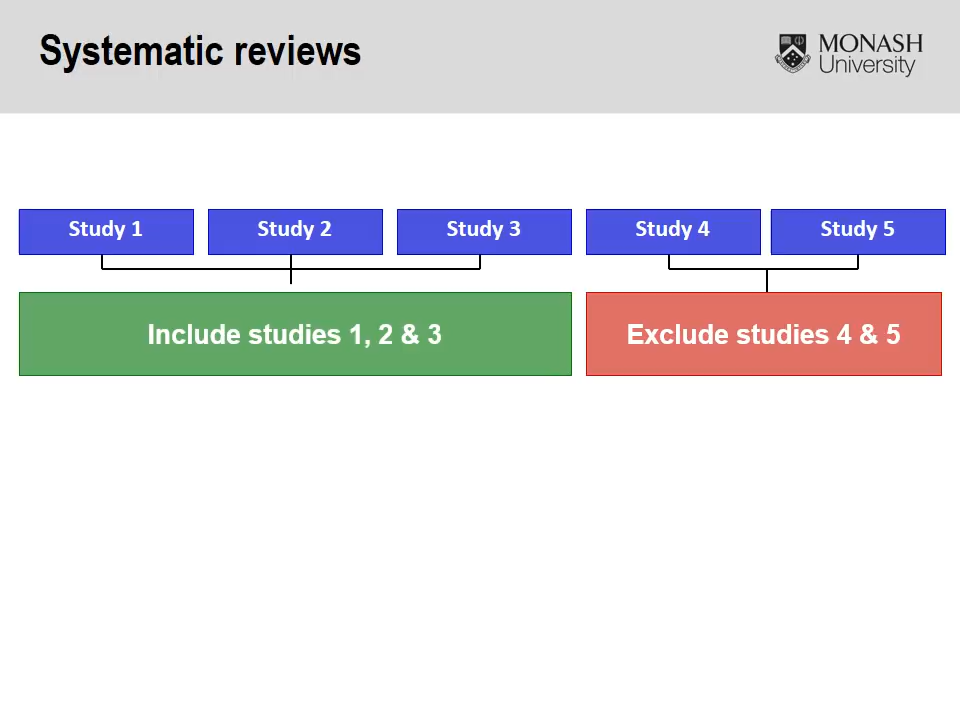 Systematic reviews
MONASH
University
Study 1
Study 2
Study 3
Study 4
Study 5
Include studies 1, 2 & 3
Exclude studies 4 & 5